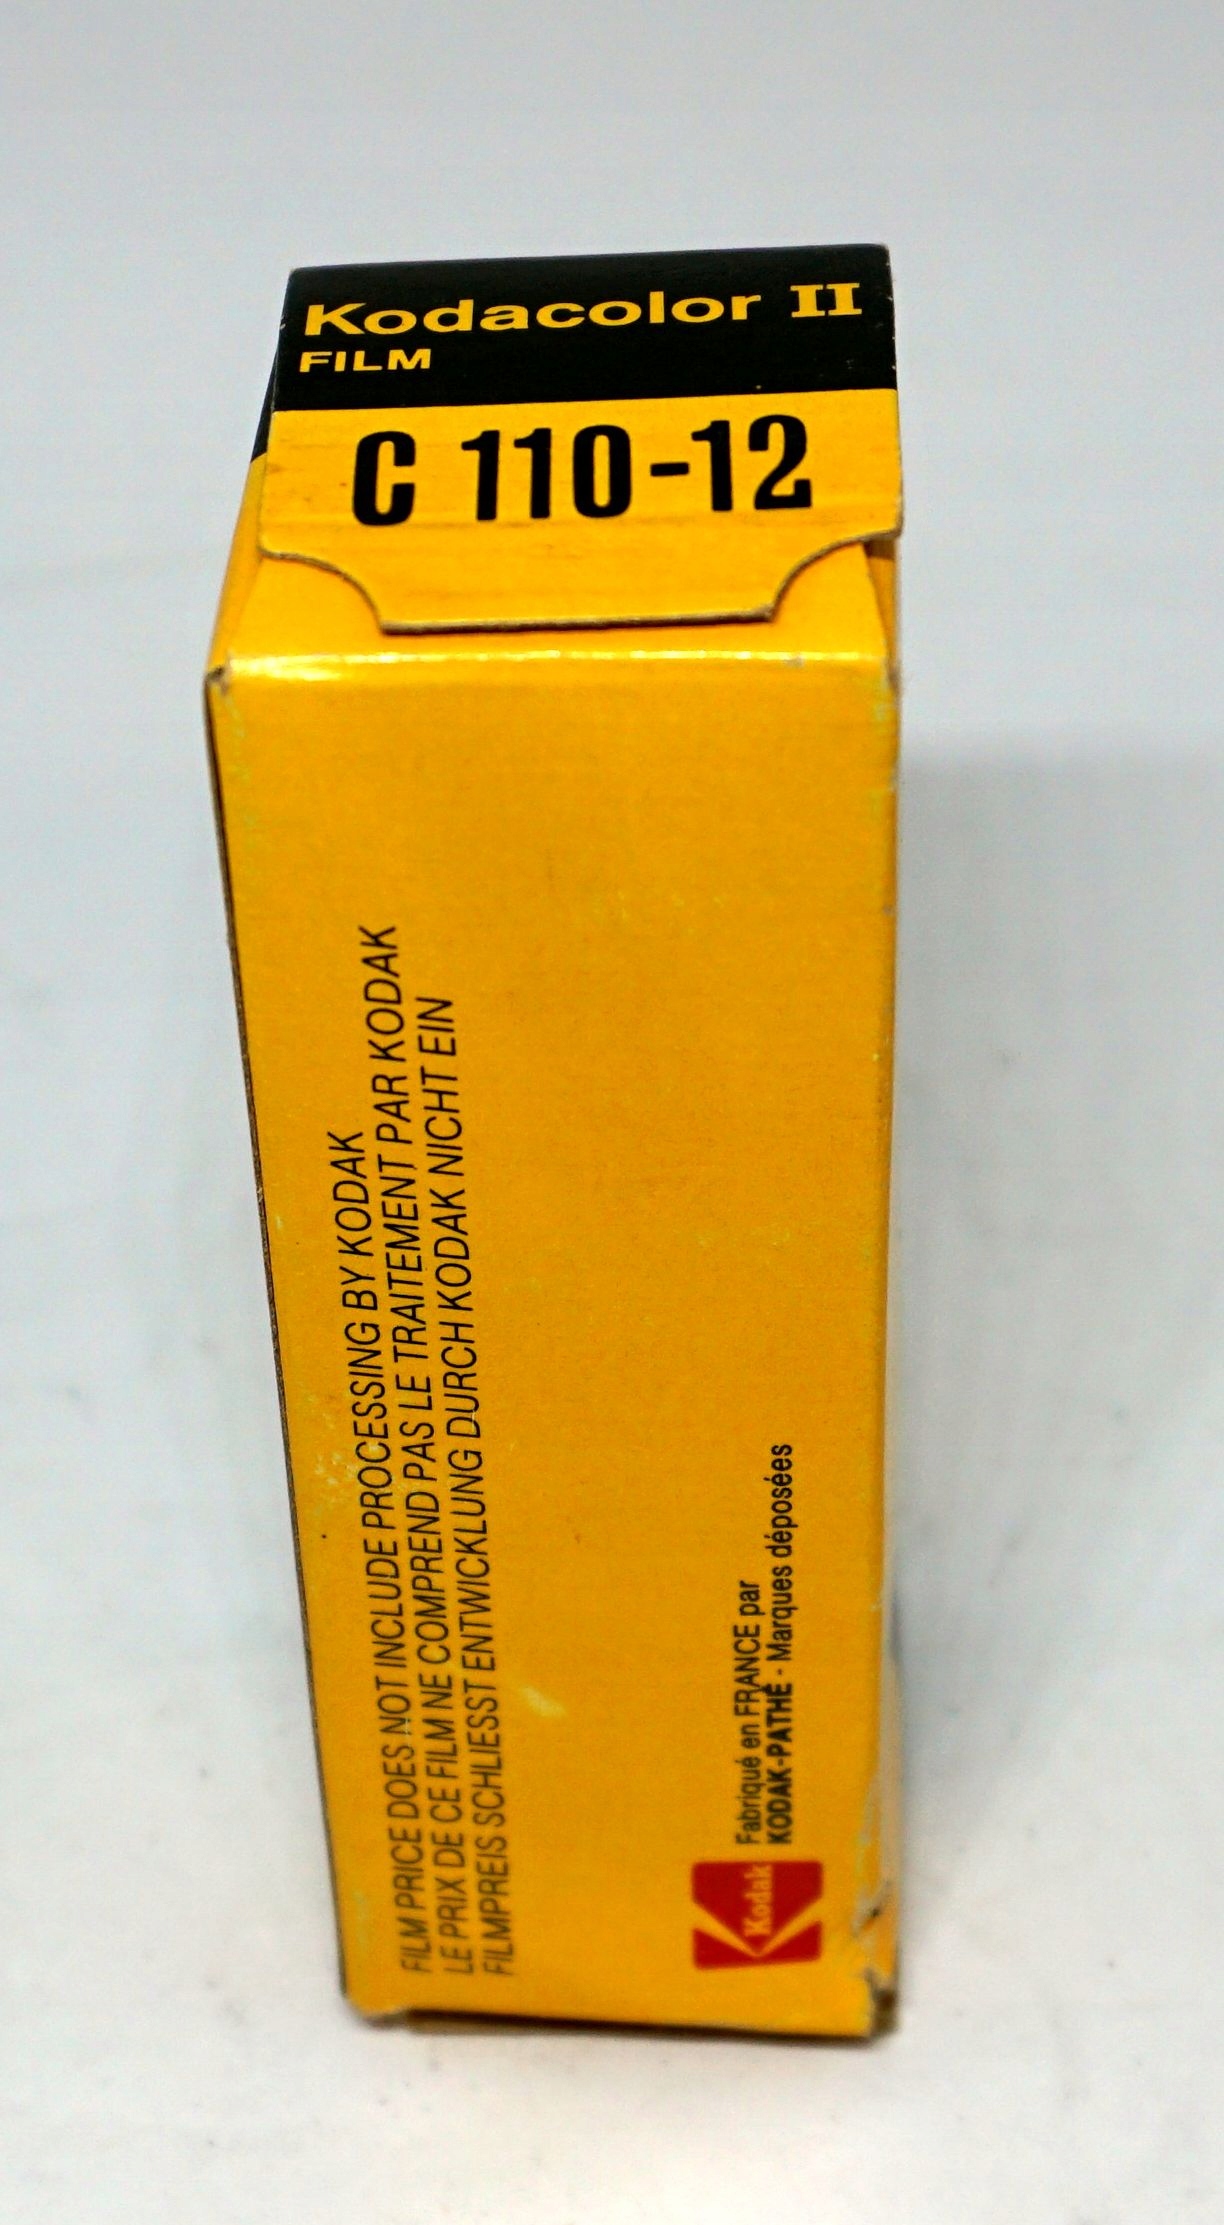 Kodacolor II
FILM
C 110-12
FILM PRICE DOES NOT INCLUDE PROCESSING BY KODAK
LE PRIX DE CE FILM NE COMPREND PAS LE TRAITEMENT PAR KODAK
FILMPREIS SCHLIESST ENTWICKLUNG DURCH KODAK NICHT EIN
Kodak
Fabriqué en FRANCE par
KODAK-PATHÉ - Marques déposées